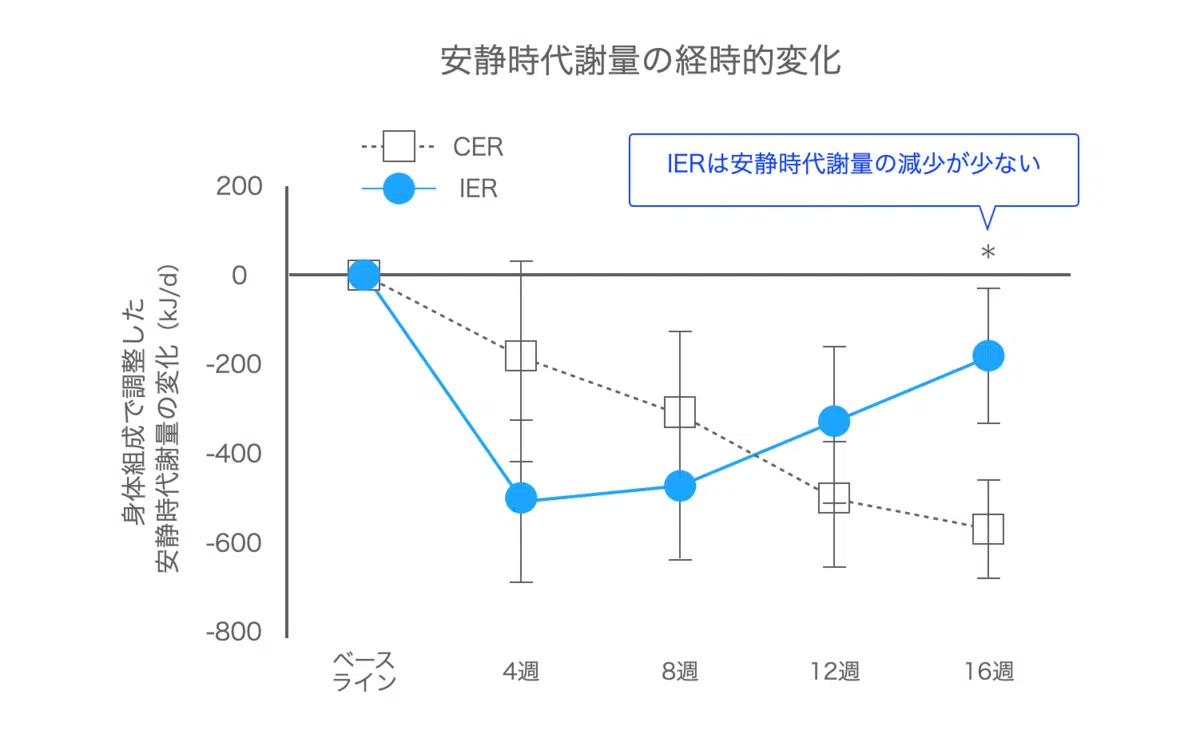 安静時代謝量の経時的変化
CER
IER
IERは安静時代謝量の減少が少ない
*
200
0
-200
-400
-600
-800
身体組成で調整した
安静時代謝量の変化（kJ/d）
ベース
ライン
4週
8週
12週
16週